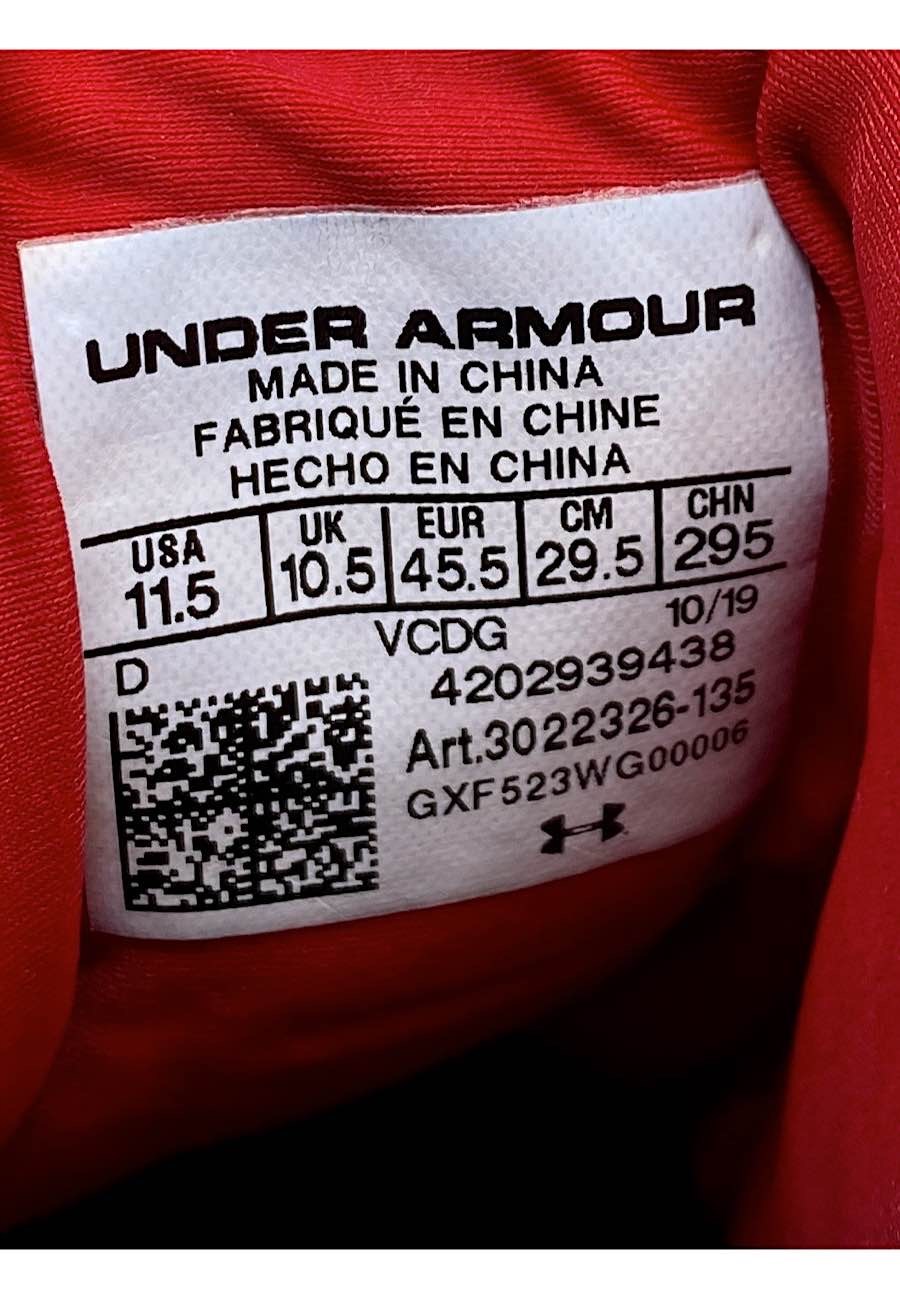 UNDER ARMOUR
MADE IN CHINA
FABRIQUÉ EN CHINE
HECHO EN CHINA
USA UK EUR CM CHN
11.5 10.5 45.5 29.5 295
VCDG 10/19
D 4202939438
Art.3022326-135
GXF523WG00006